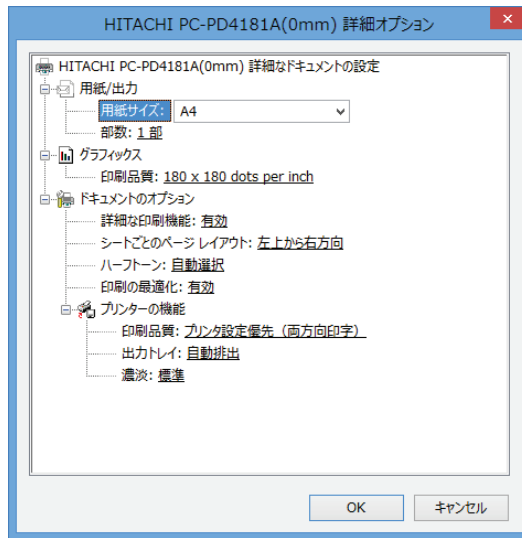 HITACHI PC-PD4181A(0mm) 詳細オプション
HITACHI PC-PD4181A(0mm) 詳細なドキュメントの設定
用紙/出力
用紙サイズ: A4
部数: 1 部
グラフィックス
印刷品質: 180 x 180 dots per inch
ドキュメントのオプション
詳細な印刷機能: 有効
シートごとのページ レイアウト: 左上から右方向
ハーフトーン: 自動選択
印刷の最適化: 有効
プリンターの機能
印刷品質: プリンタ設定優先（両方向印字）
出力トレイ: 自動排出
濃淡: 標準
OK キャンセル